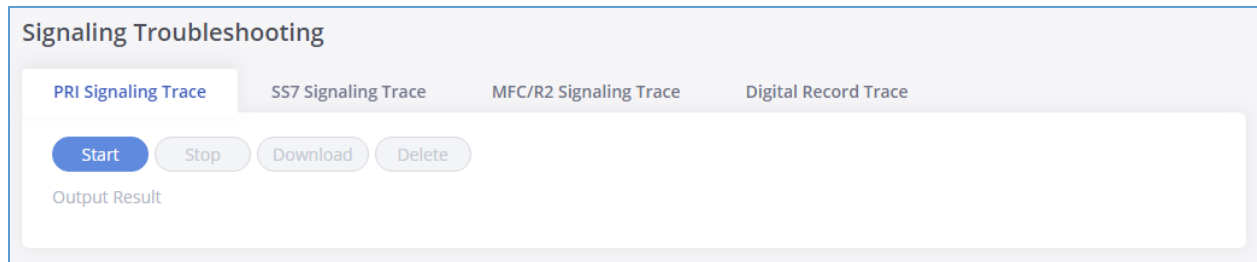 Signaling Troubleshooting
PRI Signaling Trace SS7 Signaling Trace MFC/R2 Signaling Trace Digital Record Trace
Start Stop Download Delete
Output Result